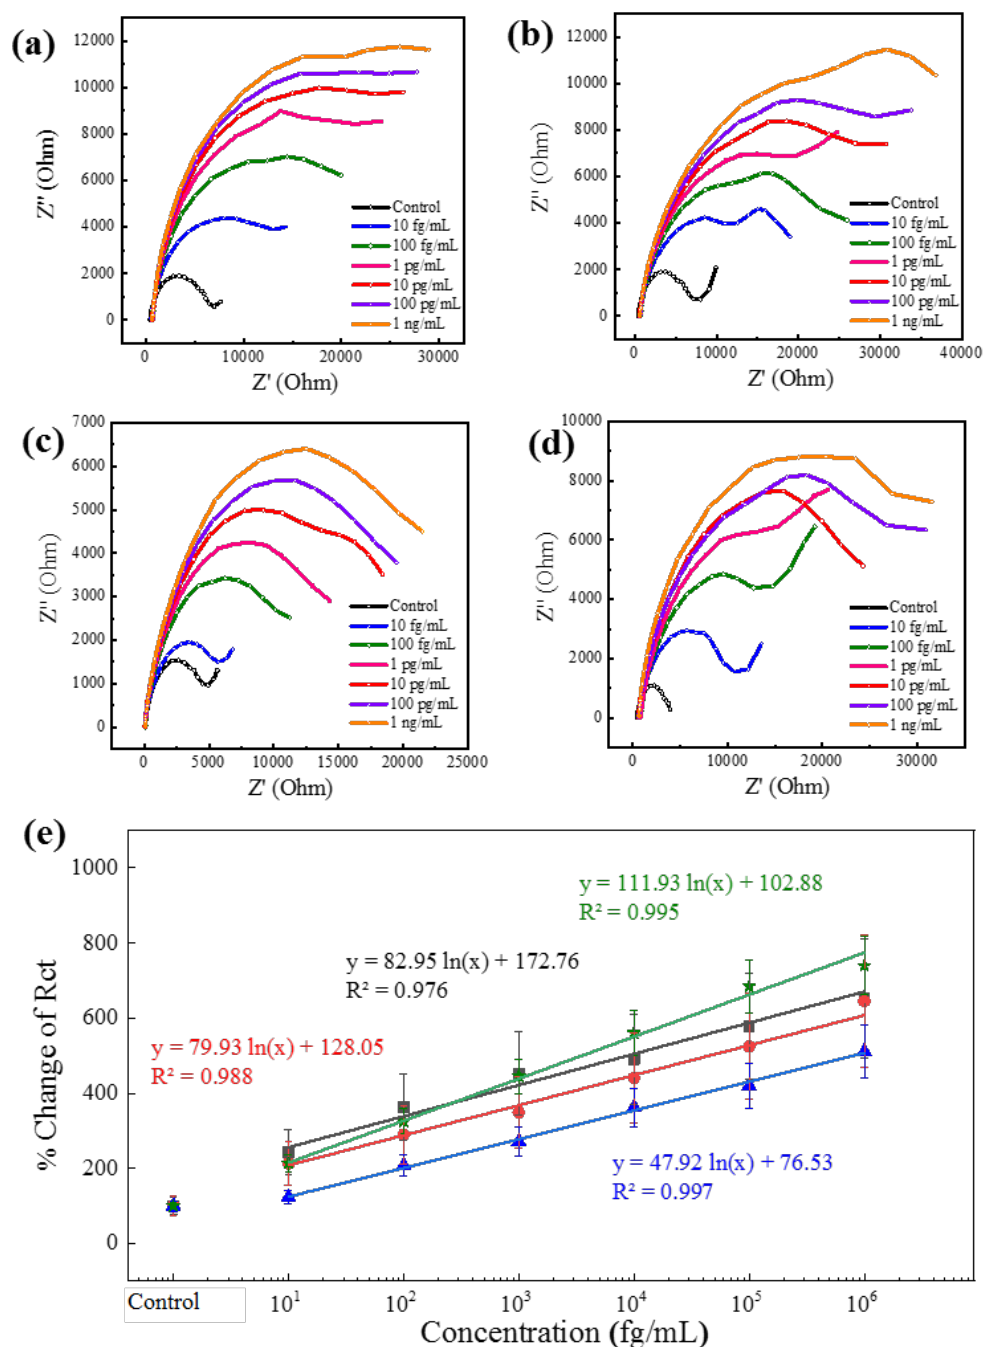 (a)
12000
10000
8000
6000
4000
2000
0
Z'' (Ohm)
Control
10 fg/mL
100 fg/mL
1 pg/mL
10 pg/mL
100 pg/mL
1 ng/mL
0 10000 20000 30000
Z' (Ohm)
(b)
12000
10000
8000
6000
4000
2000
0
Z'' (Ohm)
Control
10 fg/mL
100 fg/mL
1 pg/mL
10 pg/mL
100 pg/mL
1 ng/mL
0 10000 20000 30000 40000
Z' (Ohm)
(c)
7000
6000
5000
4000
3000
2000
1000
0
Z'' (Ohm)
Control
10 fg/mL
100 fg/mL
1 pg/mL
10 pg/mL
100 pg/mL
1 ng/mL
0 5000 10000 15000 20000 25000
Z' (Ohm)
(d)
10000
8000
6000
4000
2000
0
Z'' (Ohm)
Control
10 fg/mL
100 fg/mL
1 pg/mL
10 pg/mL
100 pg/mL
1 ng/mL
0 10000 20000 30000
Z' (Ohm)
(e)
1000
800
600
400
200
0
% Change of Rct
y = 111.93 ln(x) + 102.88
R² = 0.995
y = 82.95 ln(x) + 172.76
R² = 0.976
y = 79.93 ln(x) + 128.05
R² = 0.988
y = 47.92 ln(x) + 76.53
R² = 0.997
Control 10¹ 10² 10³ 10⁴ 10⁵ 10⁶
Concentration (fg/mL)